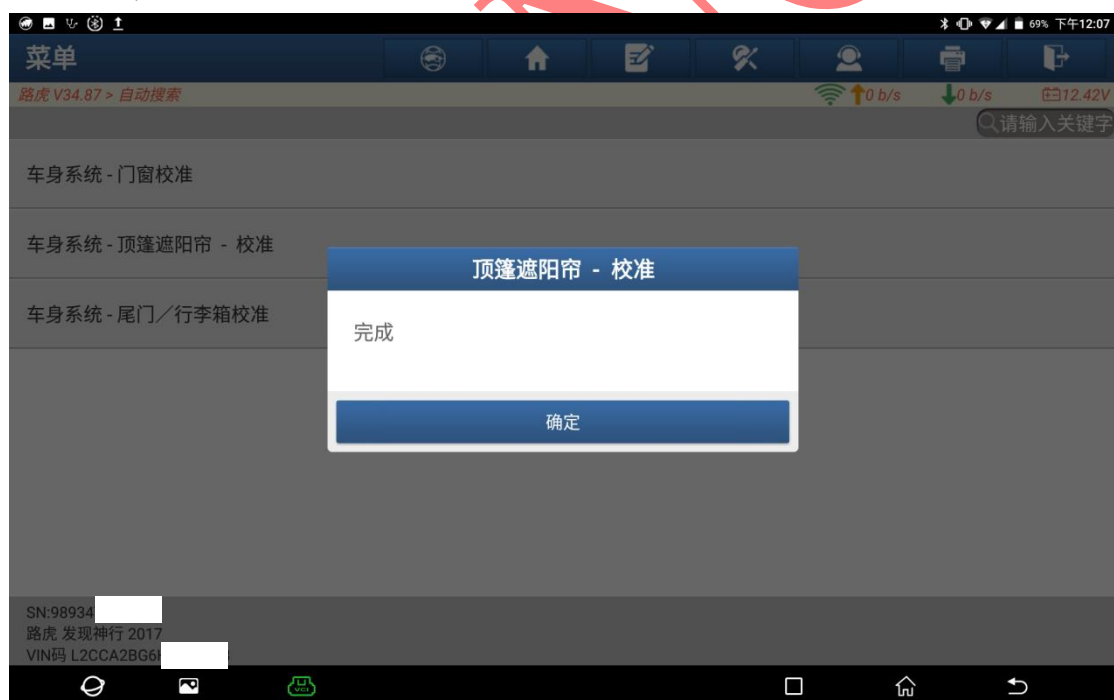 69% 下午12:07
菜单
路虎 V34.87 > 自动搜索
0 b/s
0 b/s
12.42V
请输入关键字
车身系统 - 门窗校准
车身系统 - 顶篷遮阳帘 - 校准
车身系统 - 尾门／行李箱校准
顶篷遮阳帘 - 校准
完成
确定
SN:98934
路虎 发现神行 2017
VIN码 L2CCA2BG6
VCI